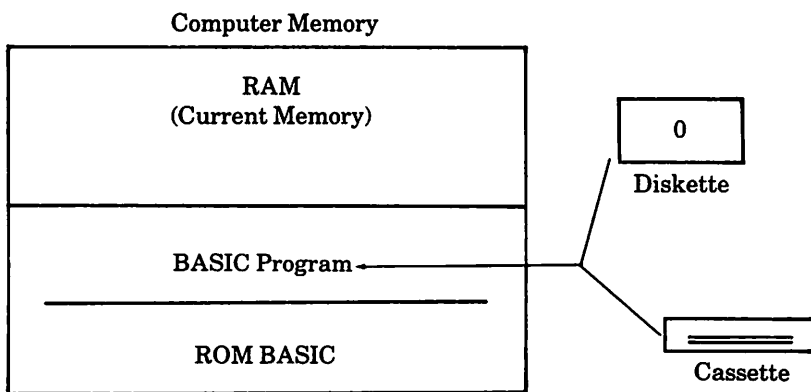 Computer Memory
RAM
(Current Memory)
0
Diskette
BASIC Program
ROM BASIC
Cassette